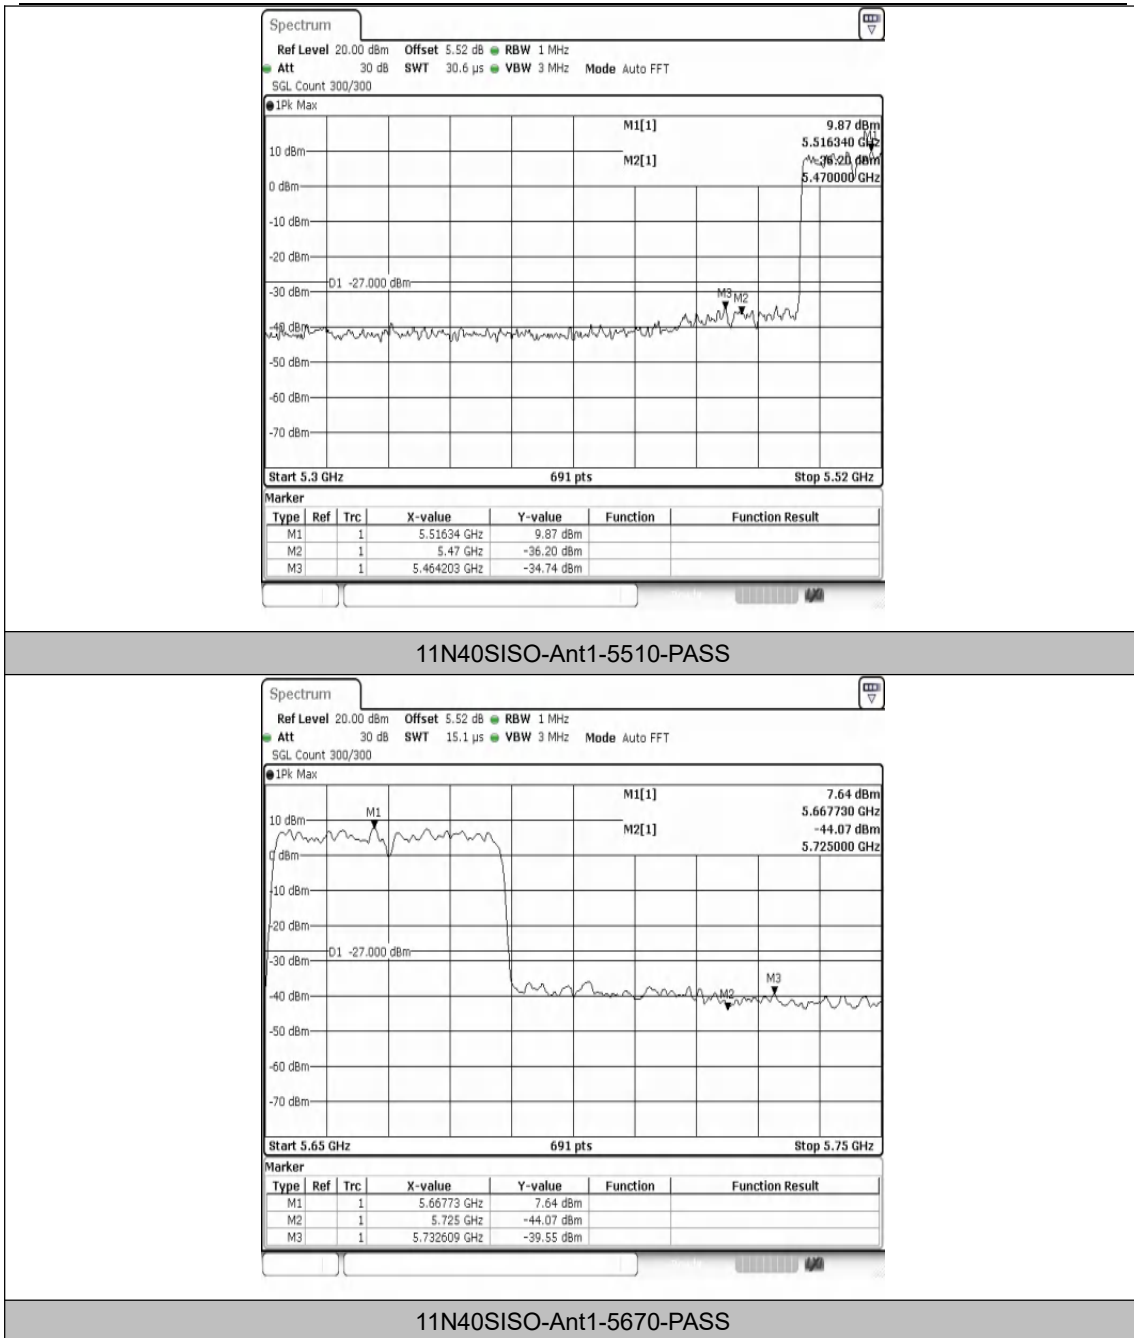 Spectrum
Ref Level 20.00 dBm Offset 5.52 dB RBW 1 MHz
Att 30 dB SWT 30.6 µs VBW 3 MHz Mode Auto FFT
SGL Count 300/300
1Pk Max
M1[1] 9.87 dBm
5.516340 GHz
M2[1] -36.20 dBm
5.470000 GHz
M1
10 dBm
0 dBm
-10 dBm
-20 dBm
D1 -27.000 dBm
-30 dBm
M3 M2
-40 dBm
-50 dBm
-60 dBm
-70 dBm
Start 5.3 GHz 691 pts Stop 5.52 GHz
Marker
Type Ref Trc X-value Y-value Function Function Result
M1 1 5.51634 GHz 9.87 dBm
M2 1 5.47 GHz -36.20 dBm
M3 1 5.464203 GHz -34.74 dBm
11N40SISO-Ant1-5510-PASS
Spectrum
Ref Level 20.00 dBm Offset 5.52 dB RBW 1 MHz
Att 30 dB SWT 15.1 µs VBW 3 MHz Mode Auto FFT
SGL Count 300/300
1Pk Max
M1[1] 7.64 dBm
5.667730 GHz
M2[1] -44.07 dBm
5.725000 GHz
M1
10 dBm
0 dBm
-10 dBm
-20 dBm
D1 -27.000 dBm
-30 dBm
M3
M2
-40 dBm
-50 dBm
-60 dBm
-70 dBm
Start 5.65 GHz 691 pts Stop 5.75 GHz
Marker
Type Ref Trc X-value Y-value Function Function Result
M1 1 5.66773 GHz 7.64 dBm
M2 1 5.725 GHz -44.07 dBm
M3 1 5.732609 GHz -39.55 dBm
11N40SISO-Ant1-5670-PASS